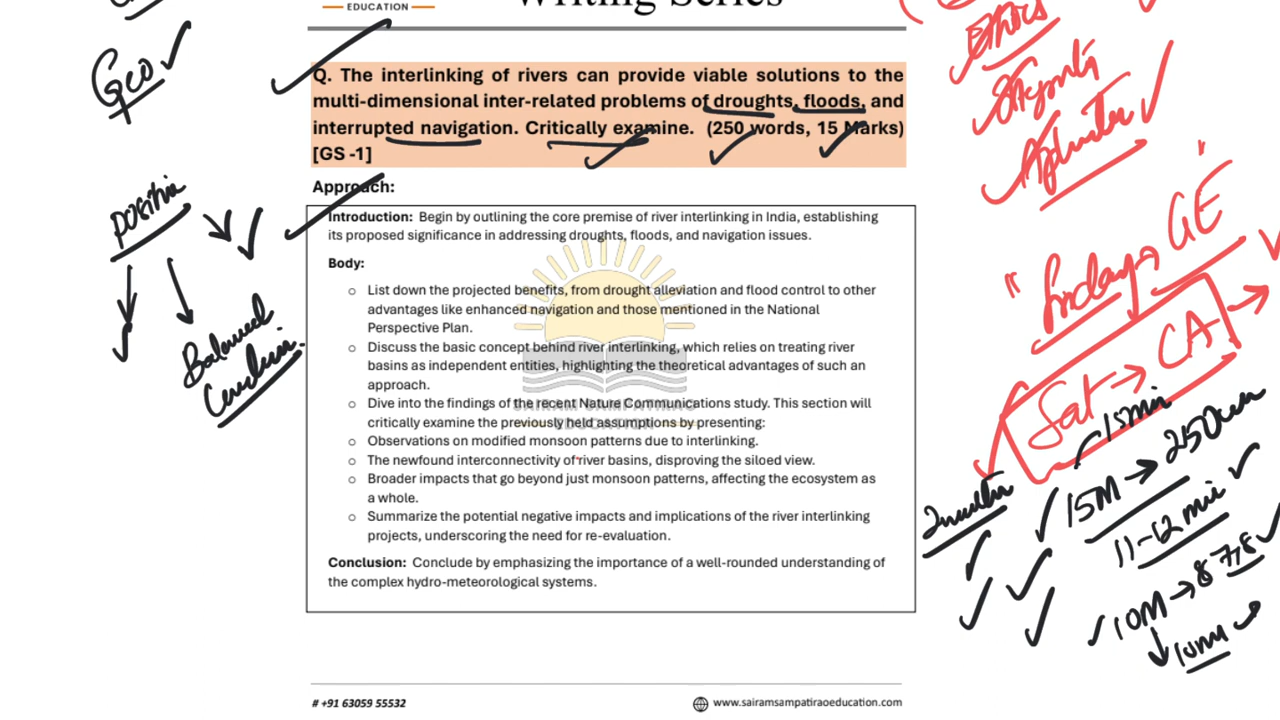 Writing Series
EDUCATION
Q. The interlinking of rivers can provide viable solutions to the
multi-dimensional inter-related problems of droughts, floods, and
interrupted navigation. Critically examine. (250 words, 15 Marks)
[GS -1]
Approach:
Introduction: Begin by outlining the core premise of river interlinking in India, establishing
its proposed significance in addressing droughts, floods, and navigation issues.
Body:
o List down the projected benefits, from drought alleviation and flood control to other
advantages like enhanced navigation and those mentioned in the National
Perspective Plan.
o Discuss the basic concept behind river interlinking, which relies on treating river
basins as independent entities, highlighting the theoretical advantages of such an
approach.
o Dive into the findings of the recent Nature Communications study. This section will
critically examine the previously held assumptions by presenting:
o Observations on modified monsoon patterns due to interlinking.
o The newfound interconnectivity of river basins, disproving the siloed view.
o Broader impacts that go beyond just monsoon patterns, affecting the ecosystem as
a whole.
o Summarize the potential negative impacts and implications of the river interlinking
projects, underscoring the need for re-evaluation.
Conclusion: Conclude by emphasizing the importance of a well-rounded understanding of
the complex hydro-meteorological systems.
SAIRAM SAMPATIRAO
EDUCATION
# +91 63059 55532
www.sairamsampatiraoeducation.com
Geo
positive
Balanced
Conclusion.
Ethics
"Fridays GE"
Sat → CA
15min
15M → 250
11-12 min
10M → 8